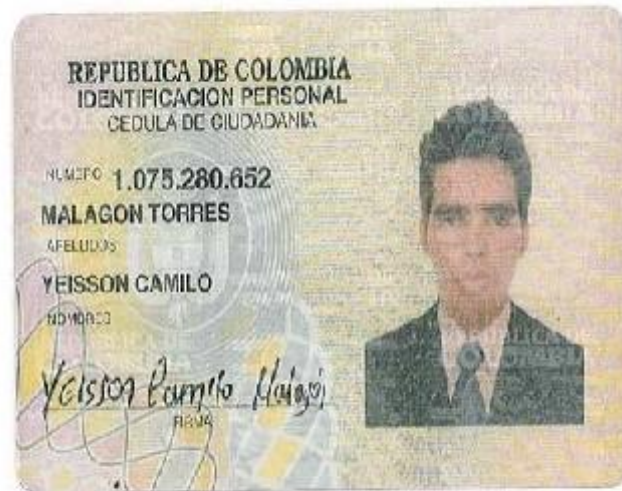 REPUBLICA DE COLOMBIA
IDENTIFICACION PERSONAL
CEDULA DE CIUDADANIA
NUMERO 1.075.280.652
MALAGON TORRES
APELLIDOS
YEISSON CAMILO
NOMBRES
Yeisson Camilo Malagon
FIRMA